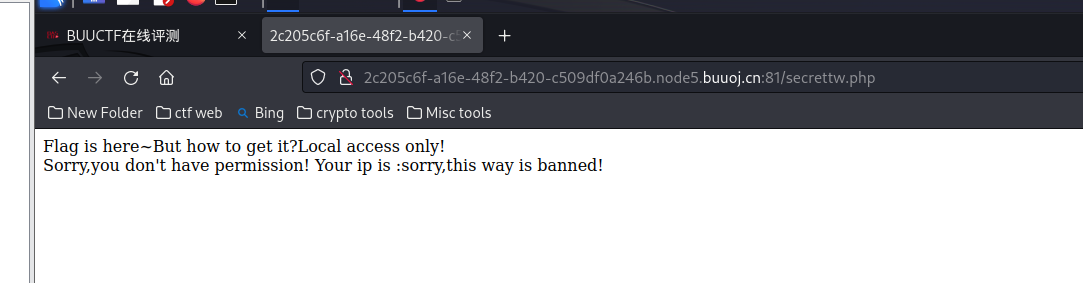 BUUCTF在线评测
2c205c6f-a16e-48f2-b420-c5
2c205c6f-a16e-48f2-b420-c509df0a246b.node5.buuoj.cn:81/secrettw.php
New Folder ctf web Bing crypto tools Misc tools
Flag is here~But how to get it?Local access only!
Sorry,you don't have permission! Your ip is :sorry,this way is banned!